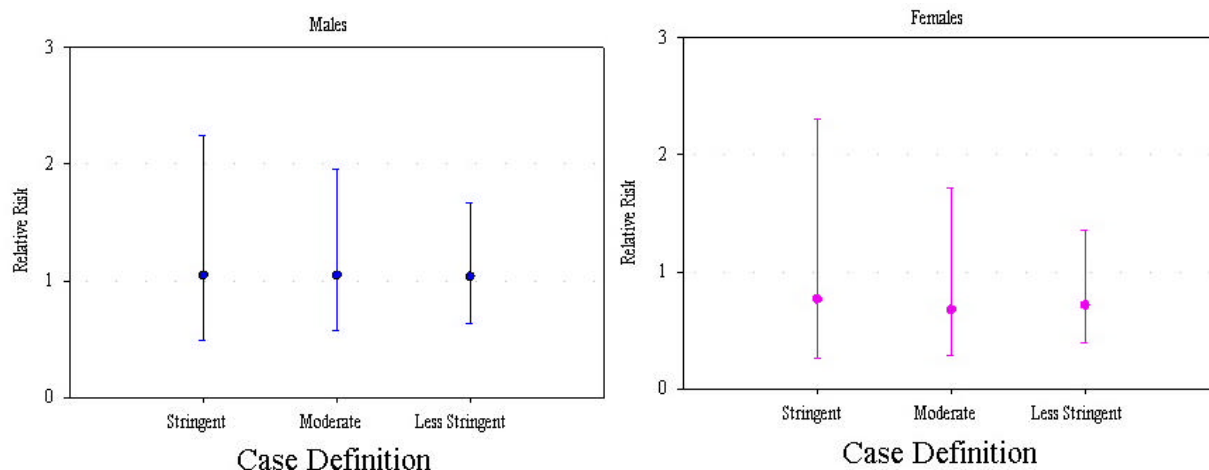 Males
3
2
1
0
Relative Risk
Stringent Moderate Less Stringent
Case Definition
Females
3
2
1
0
Relative Risk
Stringent Moderate Less Stringent
Case Definition